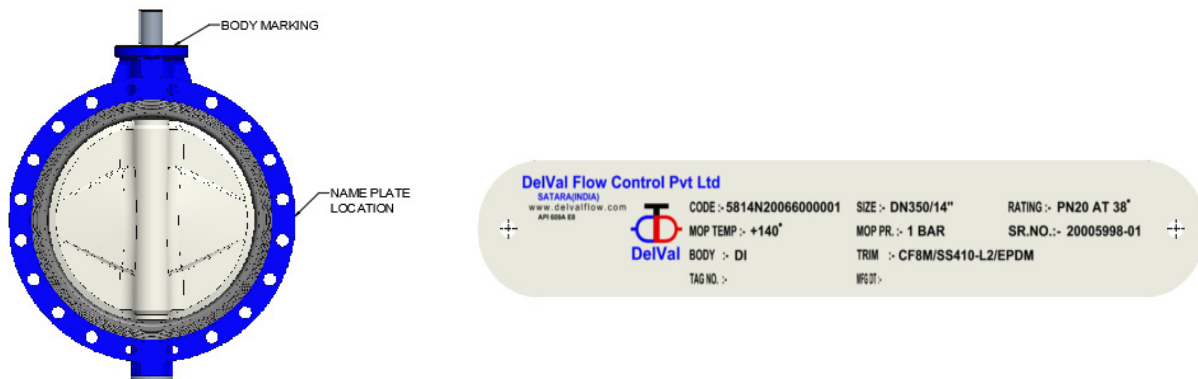 BODY MARKING
NAME PLATE
LOCATION
DelVal Flow Control Pvt Ltd
SATARA(INDIA)
www.delvalflow.com
API 609A E8
DelVal
CODE :- 5814N20066000001 SIZE :- DN350/14" RATING :- PN20 AT 38°
MOP TEMP :- +140° MOP PR. :- 1 BAR SR.NO.:- 20005998-01
BODY :- DI TRIM :- CF8M/SS410-L2/EPDM
TAG NO. :- MFG DT :-